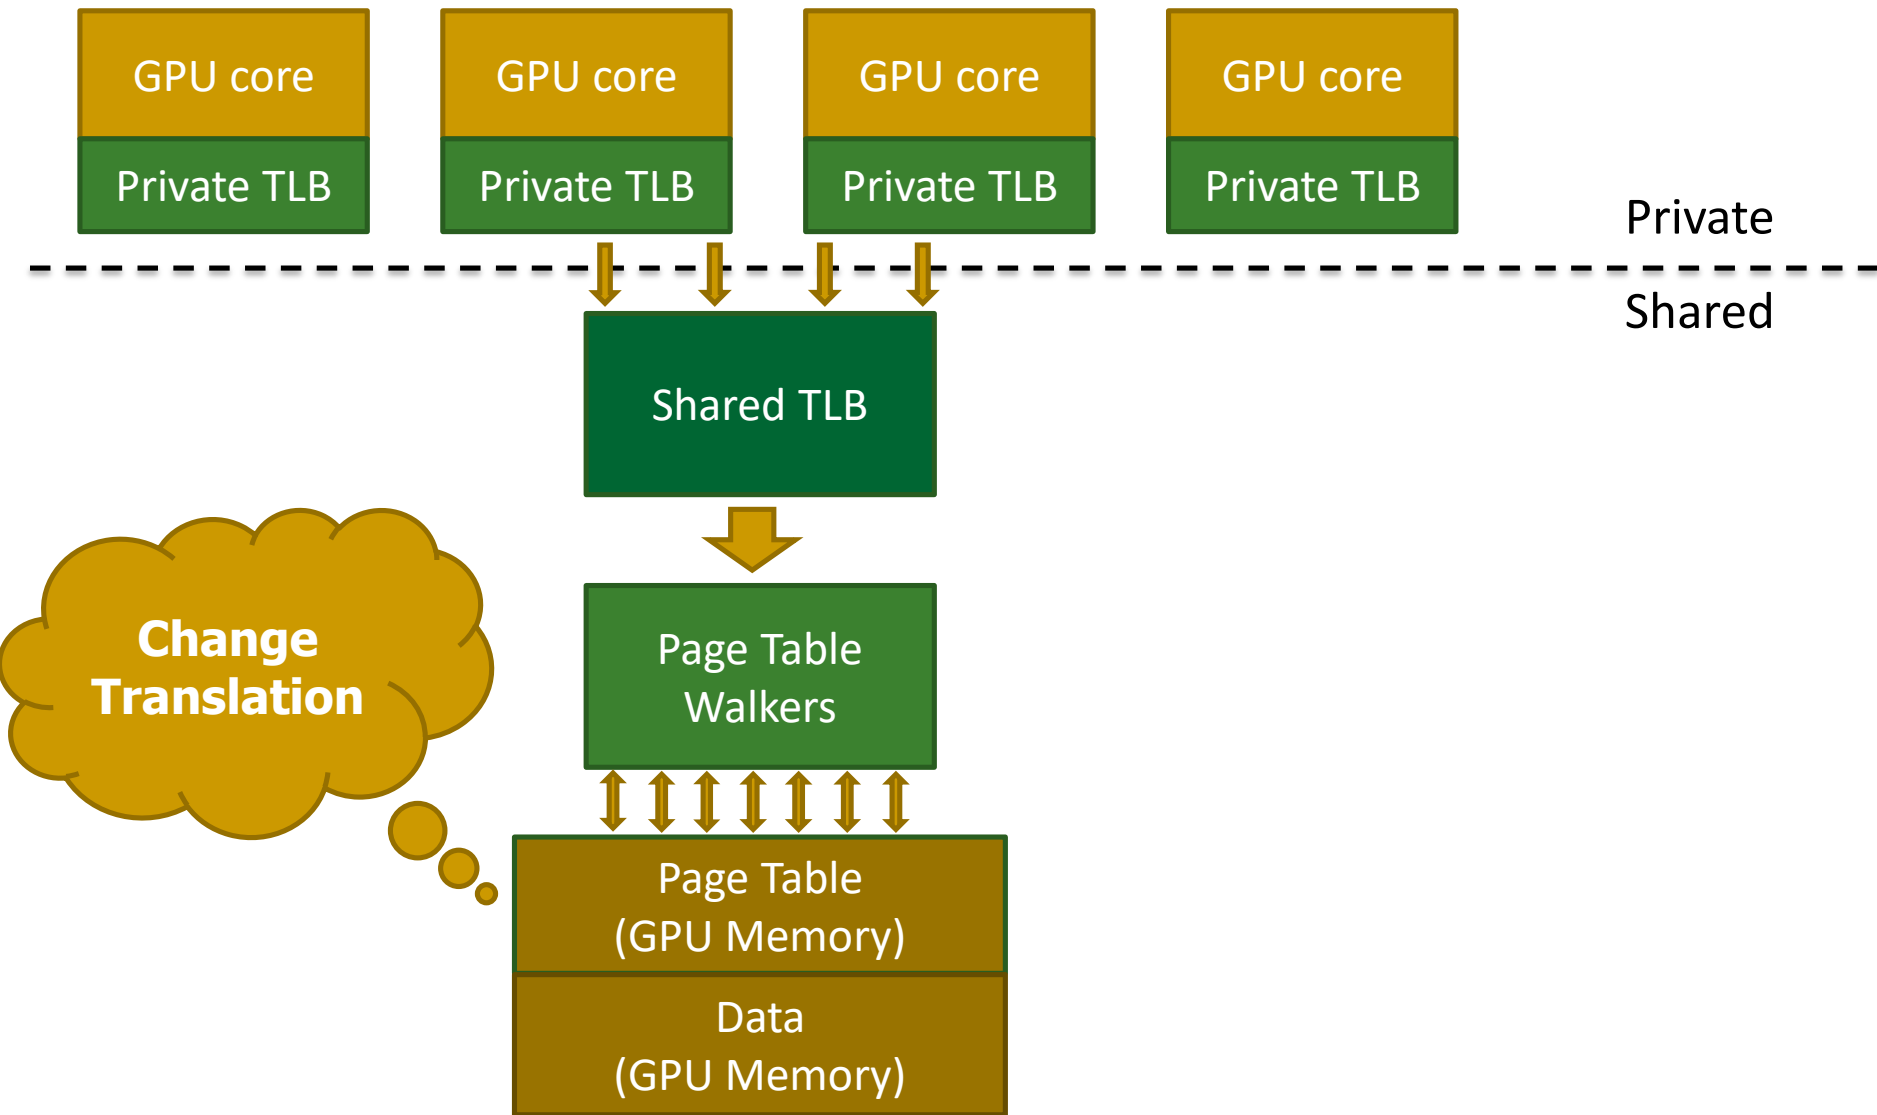 GPU core
GPU core
GPU core
GPU core
Private TLB
Private TLB
Private TLB
Private TLB
Private
Shared
Shared TLB
Change
Translation
Page Table
Walkers
Page Table
(GPU Memory)
Data
(GPU Memory)